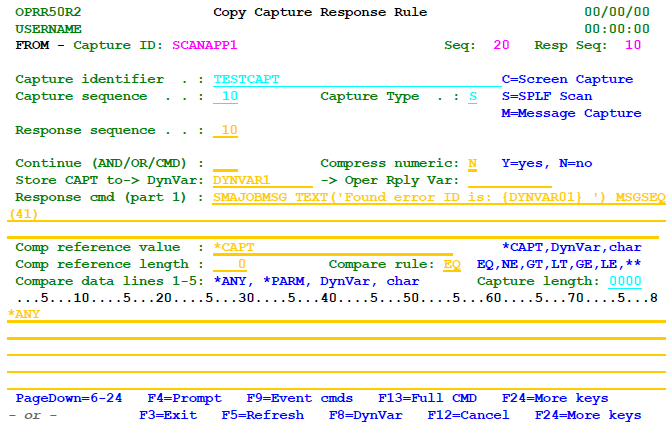 OPRR50R2 Copy Capture Response Rule 00/00/00
USERNAME 00:00:00
FROM - Capture ID: SCANAPP1 Seq: 20 Resp Seq: 10
Capture identifier . : TESTCAPT C=Screen Capture
Capture sequence . . : 10 Capture Type . : S S=SPLF Scan
M=Message Capture
Response sequence . . : 10
Continue (AND/OR/CMD) : Compress numeric: N Y=yes, N=no
Store CAPT to-> DynVar: DYNVAR1 -> Oper Rply Var:
Response cmd (part 1) : SMAJOBMSG TEXT('Found error ID is: {DYNVAR01} ') MSGSEQ
(41)
Comp reference value : *CAPT *CAPT,DynVar,char
Comp reference length : 0 Compare rule: EQ EQ,NE,GT,LT,GE,LE,**
Compare data lines 1-5: *ANY, *PARM, DynVar, char Capture length: 0000
...5...10....5...20....5...30....5...40....5...50....5...60....5...70....5...8
*ANY
PageDown=6-24 F4=Prompt F9=Event cmds F13=Full CMD F24=More keys
- or - F3=Exit F5=Refresh F8=DynVar F12=Cancel F24=More keys